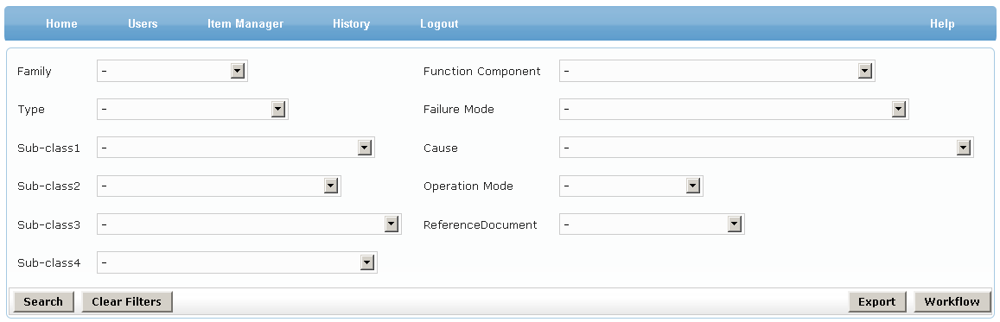 Home Users Item Manager History Logout Help
Family - Function Component -
Type - Failure Mode -
Sub-class1 - Cause -
Sub-class2 - Operation Mode -
Sub-class3 - ReferenceDocument -
Sub-class4 -
Search Clear Filters Export Workflow